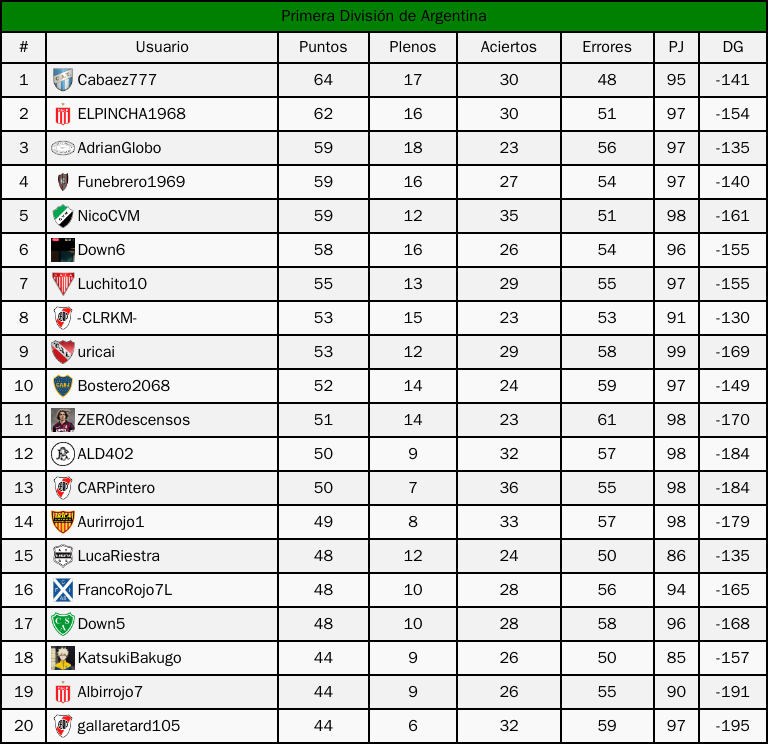 Primera División de Argentina
# Usuario Puntos Plenos Aciertos Errores PJ DG
1 Cabaez777 64 17 30 48 95 -141
2 ELPINCHA1968 62 16 30 51 97 -154
3 AdrianGlobo 59 18 23 56 97 -135
4 Funebrero1969 59 16 27 54 97 -140
5 NicoCVM 59 12 35 51 98 -161
6 Down6 58 16 26 54 96 -155
7 Luchito10 55 13 29 55 97 -155
8 -CLRKM- 53 15 23 53 91 -130
9 uricai 53 12 29 58 99 -169
10 Bostero2068 52 14 24 59 97 -149
11 ZER0descensos 51 14 23 61 98 -170
12 ALD402 50 9 32 57 98 -184
13 CARPintero 50 7 36 55 98 -184
14 Aurirrojo1 49 8 33 57 98 -179
15 LucaRiestra 48 12 24 50 86 -135
16 FrancoRojo7L 48 10 28 56 94 -165
17 Down5 48 10 28 58 96 -168
18 KatsukiBakugo 44 9 26 50 85 -157
19 Albirrojo7 44 9 26 55 90 -191
20 gallaretard105 44 6 32 59 97 -195